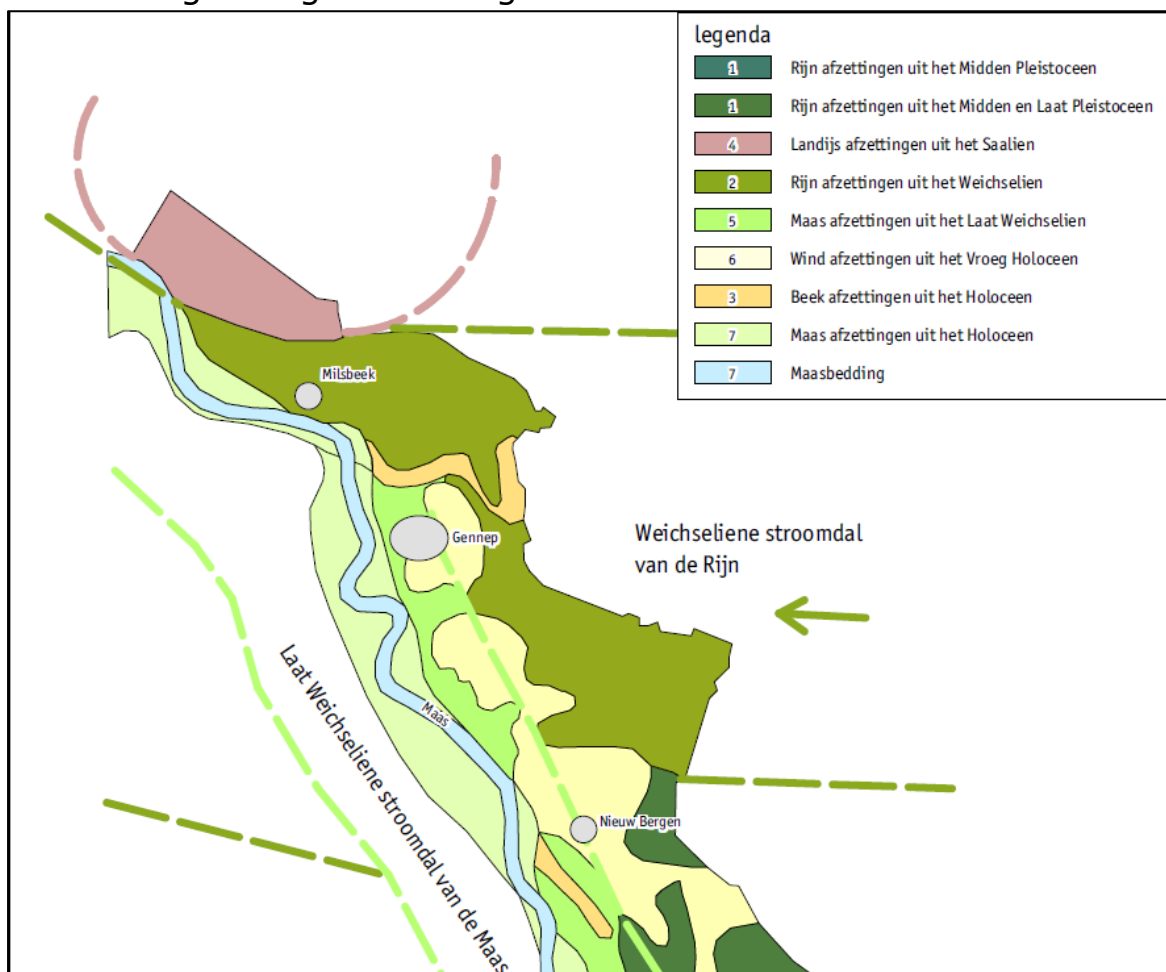 legenda
1 Rijn afzettingen uit het Midden Pleistoceen
1 Rijn afzettingen uit het Midden en Laat Pleistoceen
4 Landijs afzettingen uit het Saalien
2 Rijn afzettingen uit het Weichselien
5 Maas afzettingen uit het Laat Weichselien
6 Wind afzettingen uit het Vroeg Holoceen
3 Beek afzettingen uit het Holoceen
7 Maas afzettingen uit het Holoceen
7 Maasbedding
Milsbeek
Gennep
Weichseliene stroomdal
van de Rijn
Maas
Laat Weichseliene stroomdal van de Maas
Nieuw Bergen